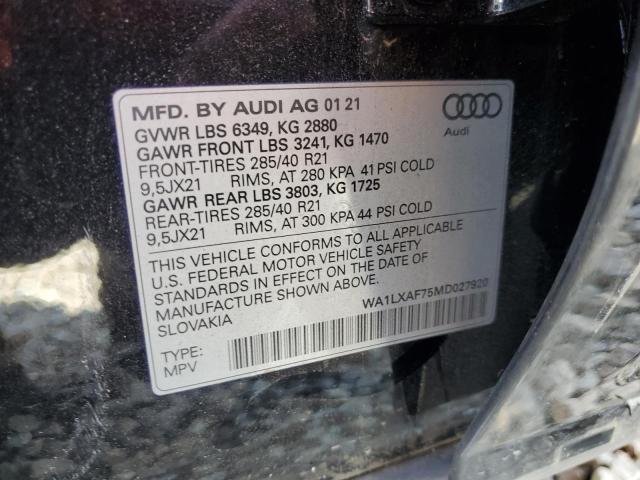 MFD. BY AUDI AG 01 21
GVWR LBS 6349, KG 2880
GAWR FRONT LBS 3241, KG 1470
FRONT-TIRES 285/40 R21
9,5JX21 RIMS, AT 280 KPA 41 PSI COLD
GAWR REAR LBS 3803, KG 1725
REAR-TIRES 285/40 R21
9,5JX21 RIMS, AT 300 KPA 44 PSI COLD
Audi
THIS VEHICLE CONFORMS TO ALL APPLICABLE
U.S. FEDERAL MOTOR VEHICLE SAFETY
STANDARDS IN EFFECT ON THE DATE OF
MANUFACTURE SHOWN ABOVE.
SLOVAKIA
WA1LXAF75MD027920
TYPE:
MPV